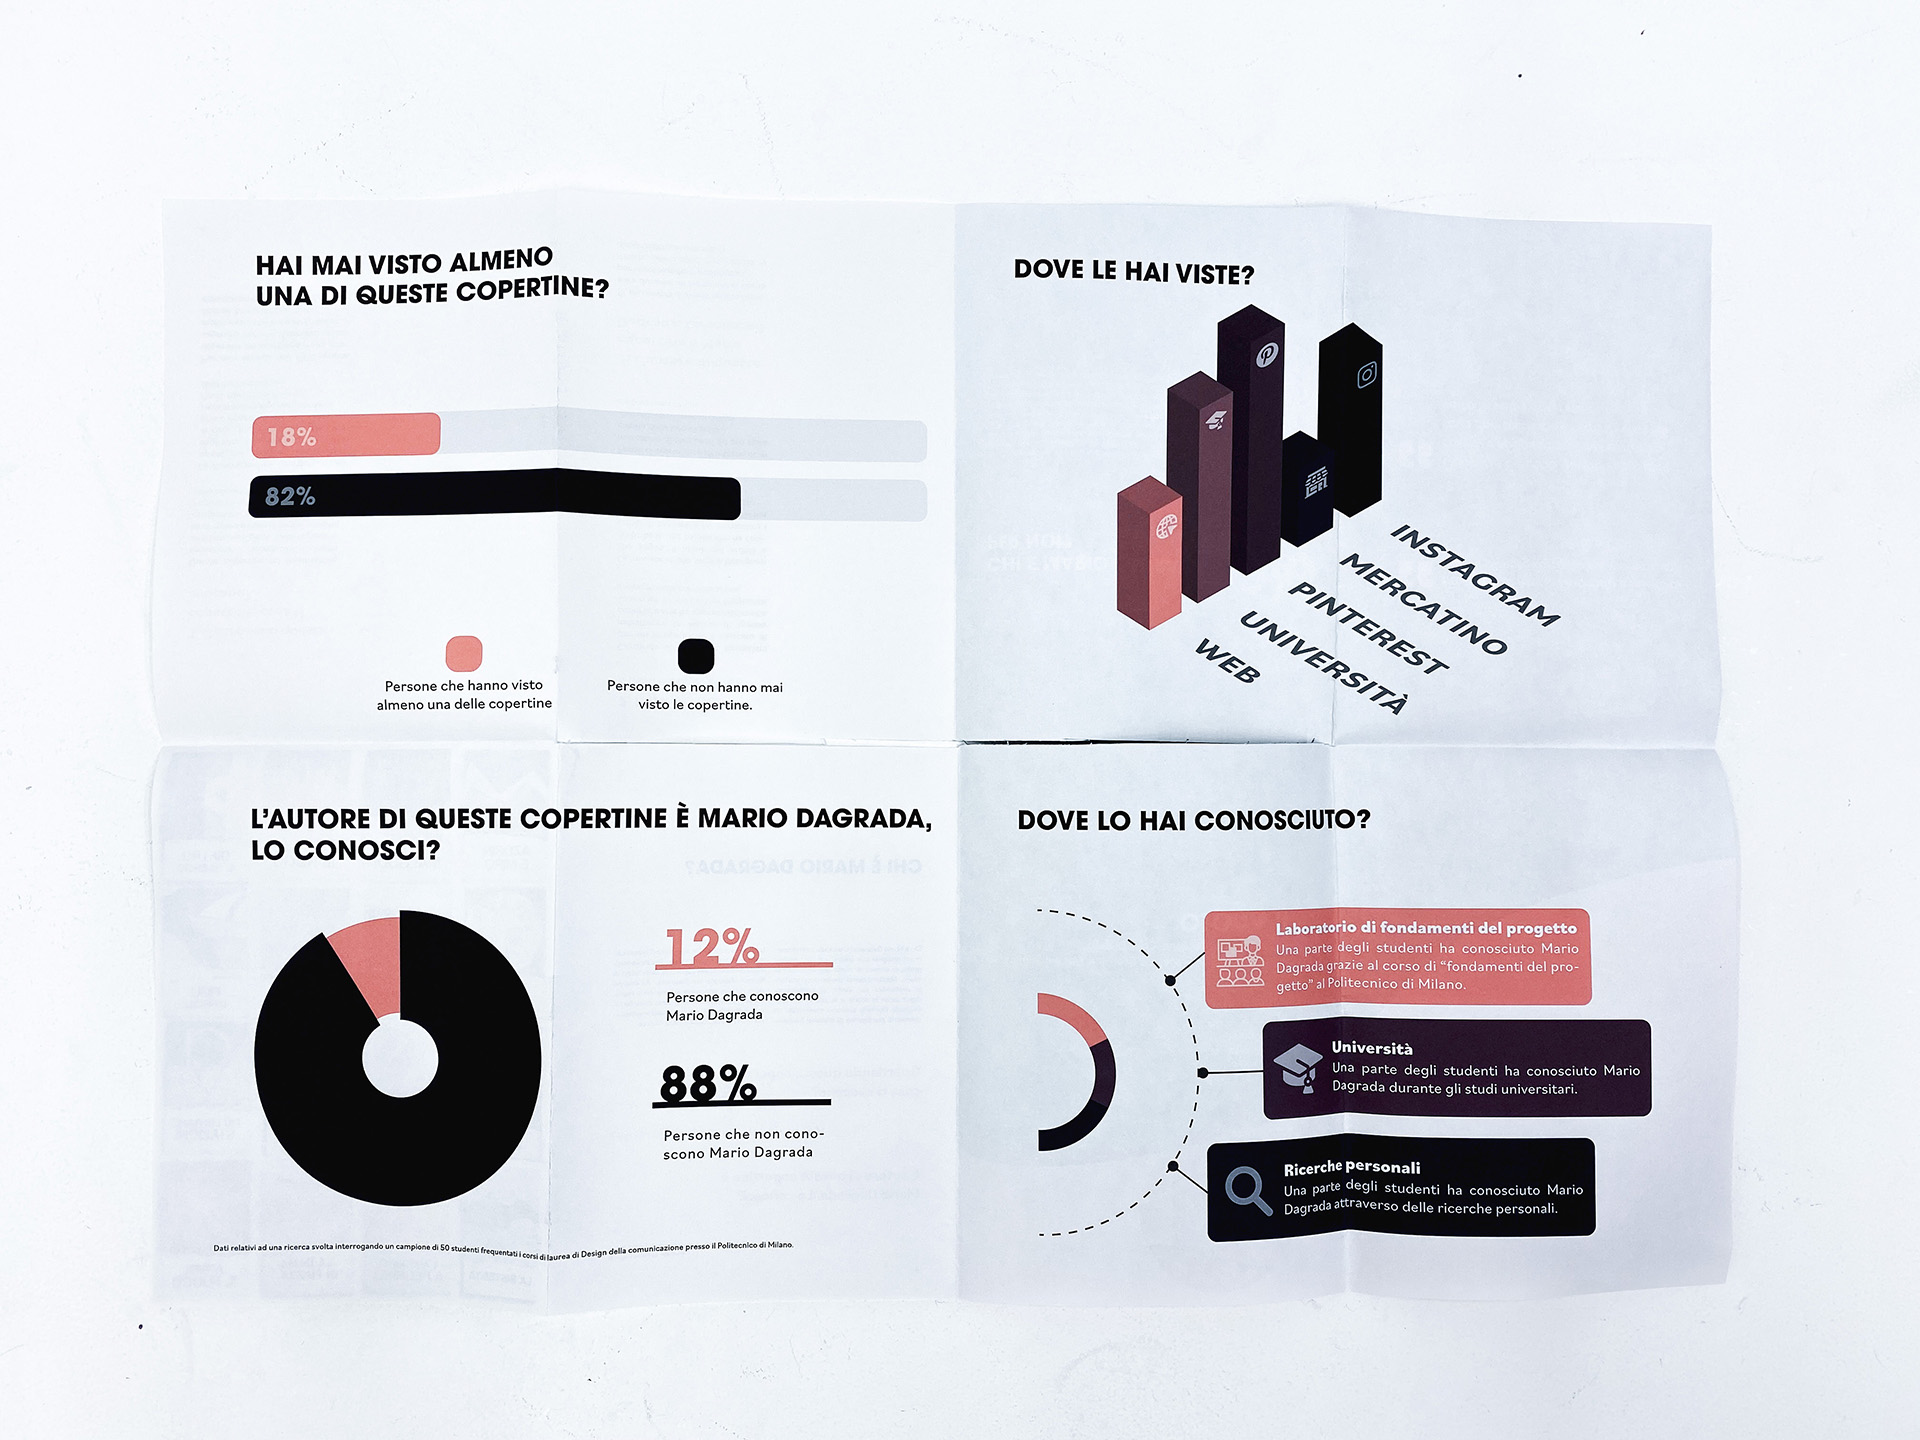 HAI MAI VISTO ALMENO
UNA DI QUESTE COPERTINE?
18%
82%
Persone che hanno visto
almeno una delle copertine
Persone che non hanno mai
visto le copertine.
DOVE LE HAI VISTE?
INSTAGRAM
MERCATINO
PINTEREST
UNIVERSITÀ
WEB
L'AUTORE DI QUESTE COPERTINE È MARIO DAGRADA,
LO CONOSCI?
12%
Persone che conoscono
Mario Dagrada
88%
Persone che non cono-
scono Mario Dagrada
Dati relativi ad una ricerca svolta interrogando un campione di 50 studenti frequentati i corsi di laurea di Design della comunicazione presso il Politecnico di Milano.
DOVE LO HAI CONOSCIUTO?
Laboratorio di fondamenti del progetto
Una parte degli studenti ha conosciuto Mario
Dagrada grazie al corso di "fondamenti del pro-
getto" al Politecnico di Milano.
Università
Una parte degli studenti ha conosciuto Mario
Dagrada durante gli studi universitari.
Ricerche personali
Una parte degli studenti ha conosciuto Mario
Dagrada attraverso delle ricerche personali.
CHI È MARIO DAGRADA?